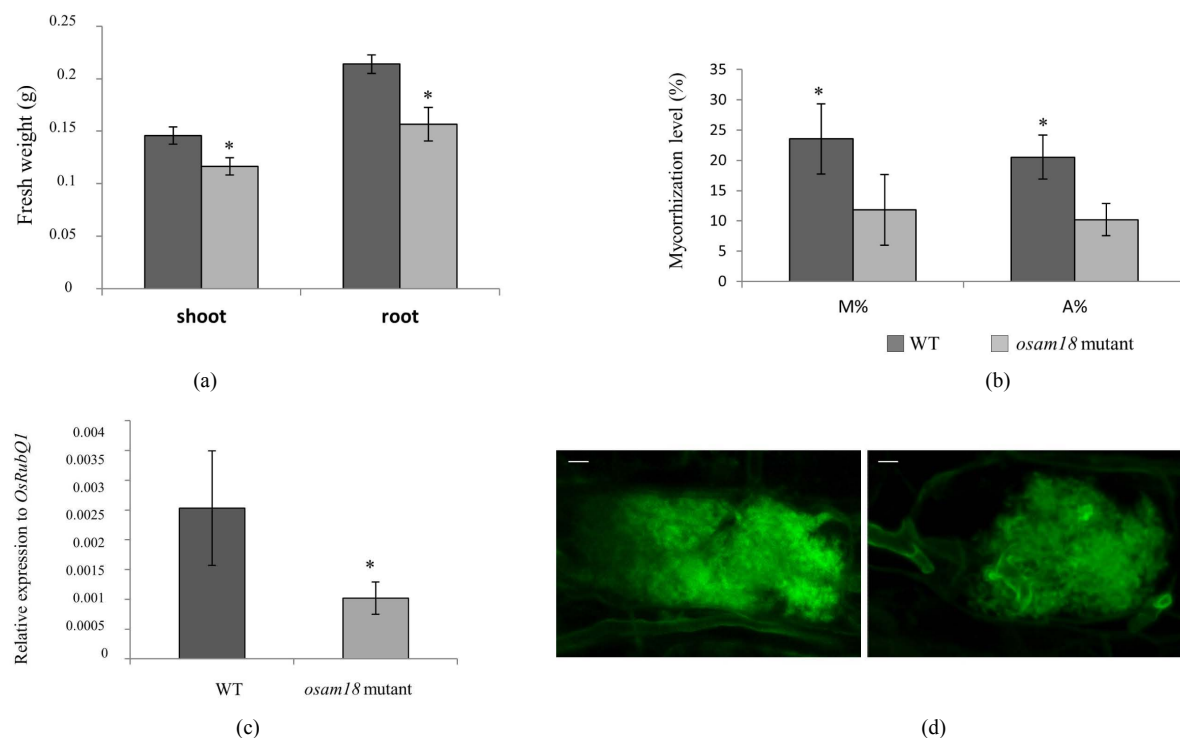 0.25
0.2
0.15
0.1
0.05
0
Fresh weight (g)
*
*
shoot root
(a)
35
30
25
20
15
10
5
0
Mycorrhization level (%)
*
*
M% A%
WT osam18 mutant
(b)
0.004
0.0035
0.003
0.0025
0.002
0.0015
0.001
0.0005
0
Relative expression to OsRubQ1
*
WT osam18 mutant
(c)
(d)